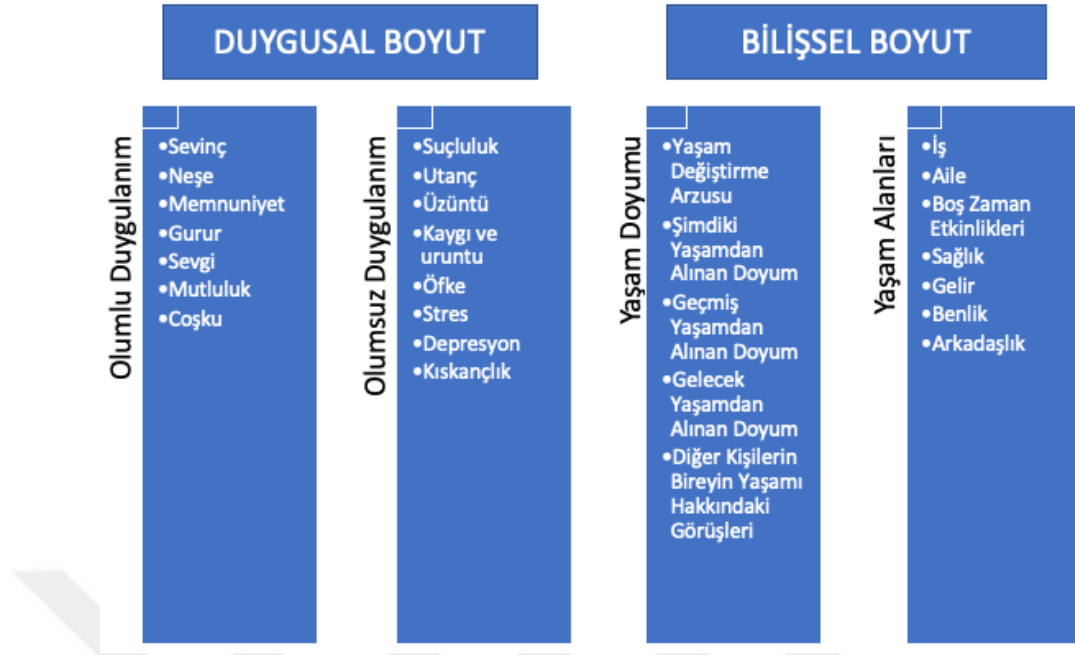 DUYGUSAL BOYUT
BİLİŞSEL BOYUT
Olumlu Duygulanım
•Sevinç
•Neşe
•Memnuniyet
•Gurur
•Sevgi
•Mutluluk
•Coşku
Olumsuz Duygulanım
•Suçluluk
•Utanç
•Üzüntü
•Kaygı ve
uruntu
•Öfke
•Stres
•Depresyon
•Kıskançlık
Yaşam Doyumu
•Yaşam
Değiştirme
Arzusu
•Şimdiki
Yaşamdan
Alınan Doyum
•Geçmiş
Yaşamdan
Alınan Doyum
•Gelecek
Yaşamdan
Alınan Doyum
•Diğer Kişilerin
Bireyin Yaşamı
Hakkındaki
Görüşleri
Yaşam Alanları
•İş
•Aile
•Boş Zaman
Etkinlikleri
•Sağlık
•Gelir
•Benlik
•Arkadaşlık